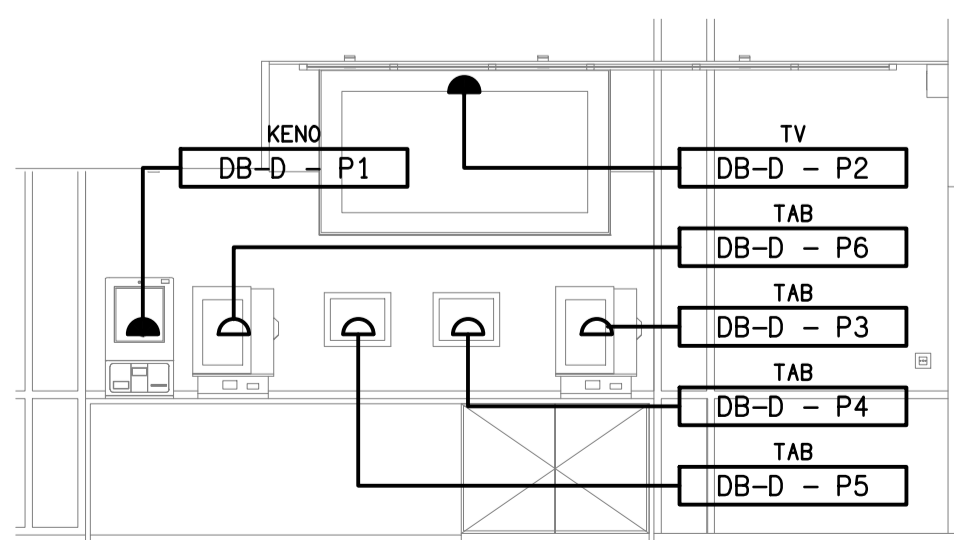 KENO
DB-D - P1
TV
DB-D - P2
TAB
DB-D - P6
TAB
DB-D - P3
TAB
DB-D - P4
TAB
DB-D - P5